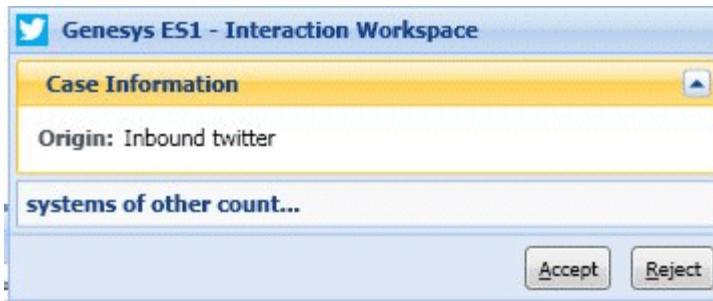 Genesys ES1 - Interaction Workspace
Case Information
Origin: Inbound twitter
systems of other count...
Accept Reject